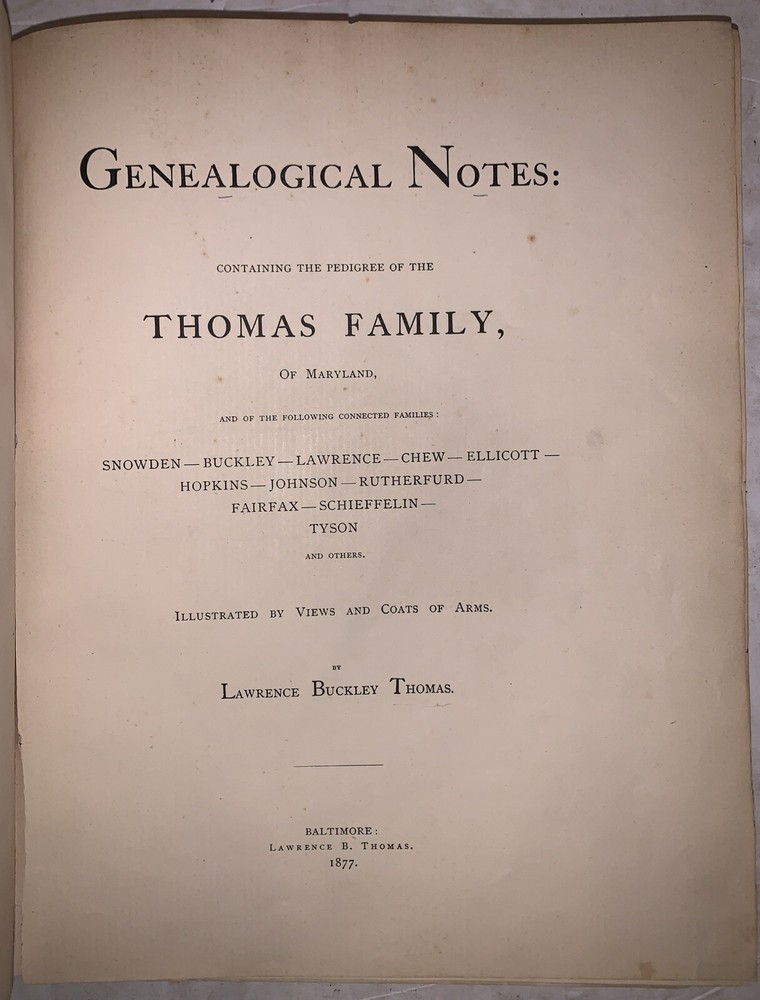 GENEALOGICAL NOTES:
CONTAINING THE PEDIGREE OF THE
THOMAS FAMILY,
OF MARYLAND,
AND OF THE FOLLOWING CONNECTED FAMILIES:
SNOWDEN—BUCKLEY—LAWRENCE—CHEW—ELLICOTT—
HOPKINS—JOHNSON—RUTHERFURD—
FAIRFAX—SCHIEFFELIN—
TYSON
AND OTHERS.
ILLUSTRATED BY VIEWS AND COATS OF ARMS.
BY
LAWRENCE BUCKLEY THOMAS.
BALTIMORE:
LAWRENCE B. THOMAS.
1877.